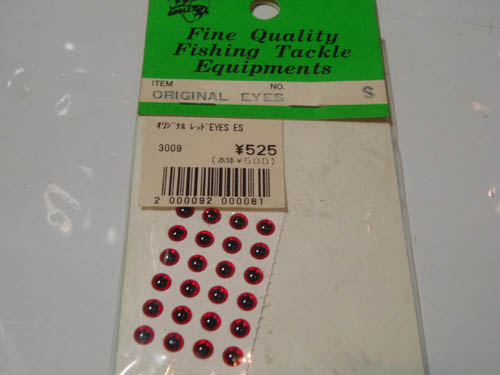 ANGLERS
Fine Quality
Fishing Tackle
Equipments
ITEM NO.
ORIGINAL EYES S
ｵﾘｼﾞﾅﾙ ﾚｯﾄﾞEYES ES
3009 ¥525
(本体¥500)
2 000092 000061